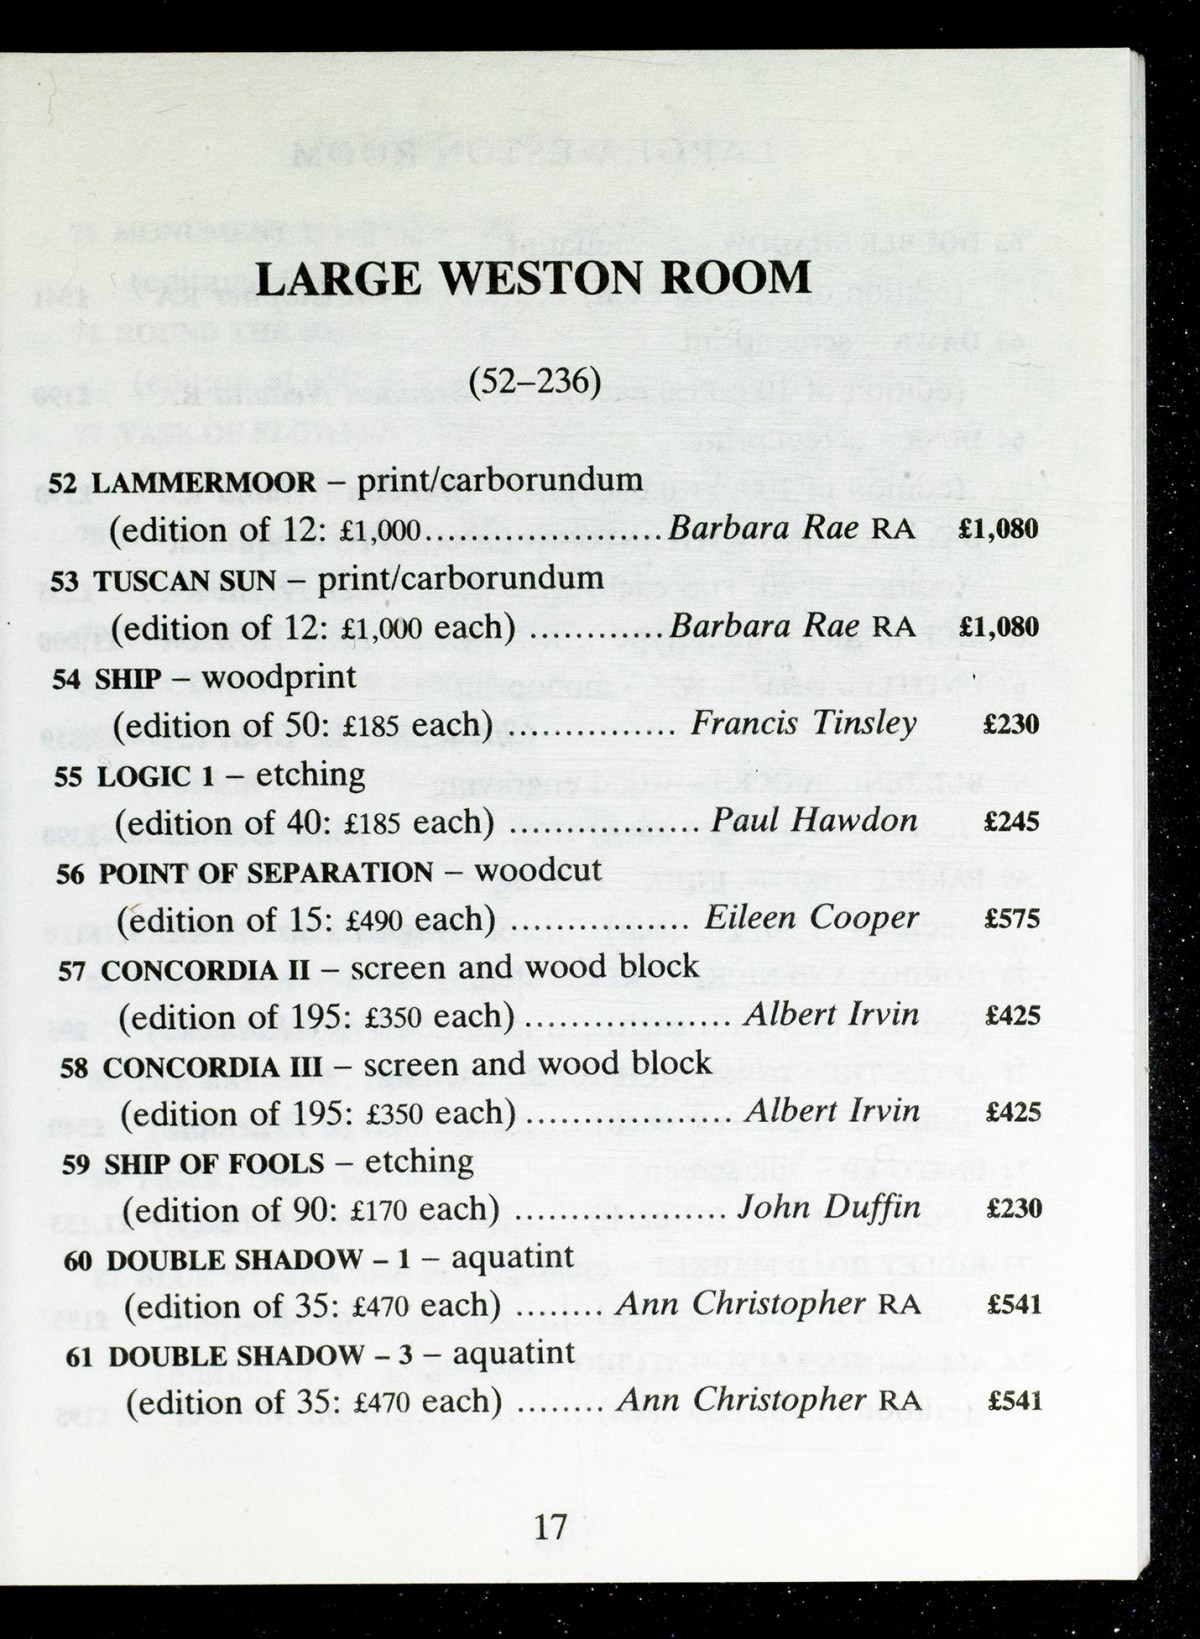 LARGE WESTON ROOM
(52–236)
52 LAMMERMOOR – print/carborundum
(edition of 12: £1,000..................... Barbara Rae RA £1,080
53 TUSCAN SUN – print/carborundum
(edition of 12: £1,000 each) ............ Barbara Rae RA £1,080
54 SHIP – woodprint
(edition of 50: £185 each) ............... Francis Tinsley £230
55 LOGIC 1 – etching
(edition of 40: £185 each) ................. Paul Hawdon £245
56 POINT OF SEPARATION – woodcut
(edition of 15: £490 each) ................ Eileen Cooper £575
57 CONCORDIA II – screen and wood block
(edition of 195: £350 each) ................... Albert Irvin £425
58 CONCORDIA III – screen and wood block
(edition of 195: £350 each) ................... Albert Irvin £425
59 SHIP OF FOOLS – etching
(edition of 90: £170 each) ................... John Duffin £230
60 DOUBLE SHADOW – 1 – aquatint
(edition of 35: £470 each) ........ Ann Christopher RA £541
61 DOUBLE SHADOW – 3 – aquatint
(edition of 35: £470 each) ........ Ann Christopher RA £541
17